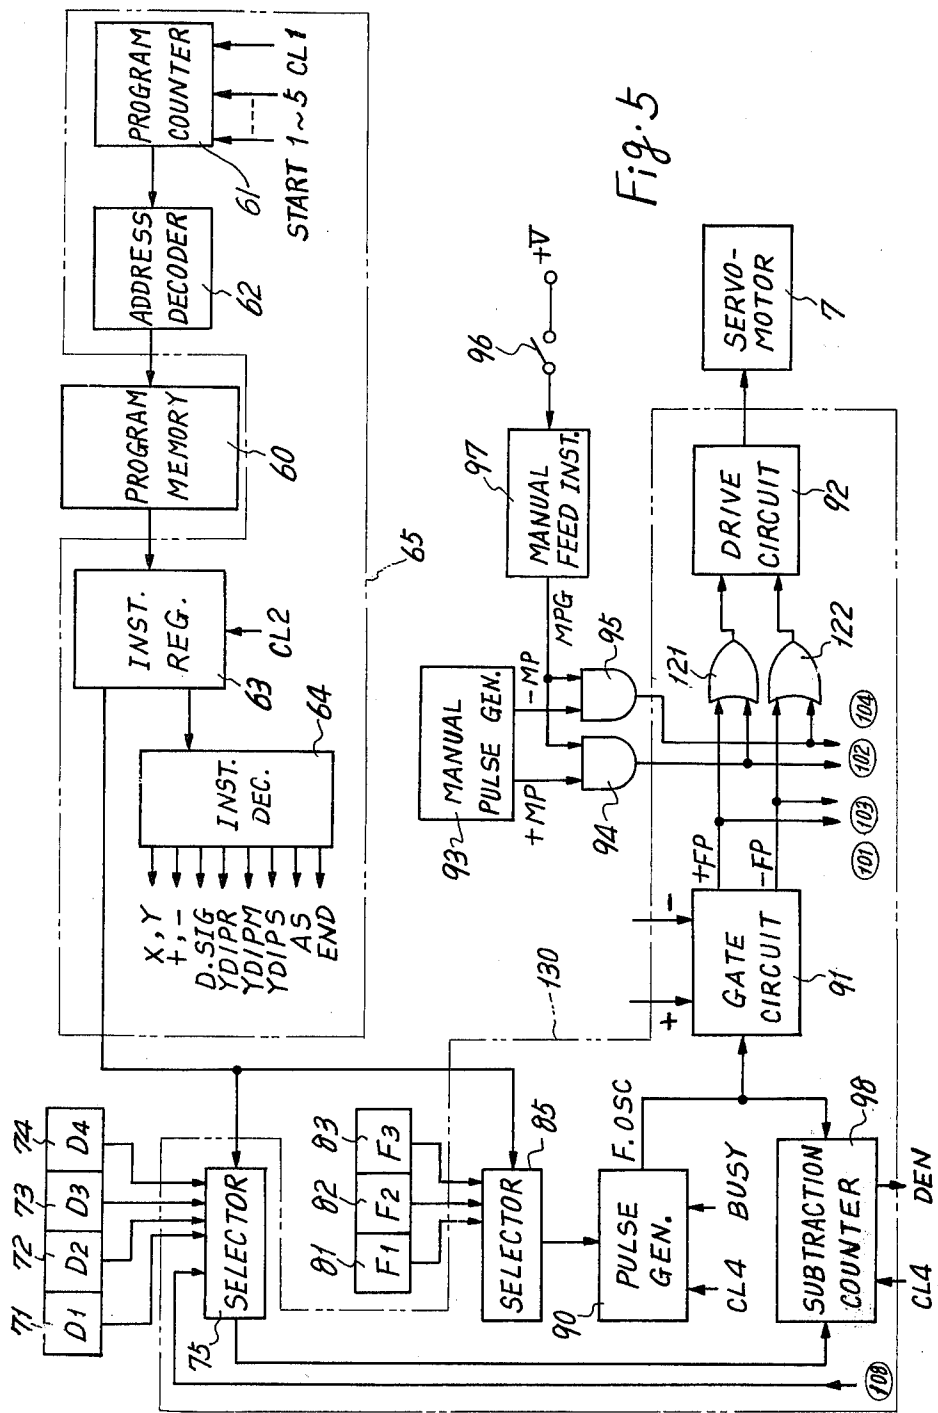 Fig. 5
PROGRAM
COUNTER
61
START 1~5
CL1
ADDRESS
DECODER
62
PROGRAM
MEMORY
60
INST.
REG.
63
CL2
65
INST.
DEC.
64
X, Y
+, -
D.SIG
YDIPR
YDIPM
YDIPS
AS
END
71
72
73
74
D1
D2
D3
D4
SELECTOR
75
81
82
83
F1
F2
F3
SELECTOR
85
130
PULSE
GEN.
90
F.OSC
CL4
BUSY
SUBTRACTION
COUNTER
98
CL4
DEN
108
+
-
GATE
CIRCUIT
91
+FP
-FP
101
103
102
104
MANUAL
PULSE GEN.
93
+MP
-MP
94
95
MANUAL
FEED INST.
97
MPG
96
+V
121
122
DRIVE
CIRCUIT
92
SERVO-
MOTOR
7